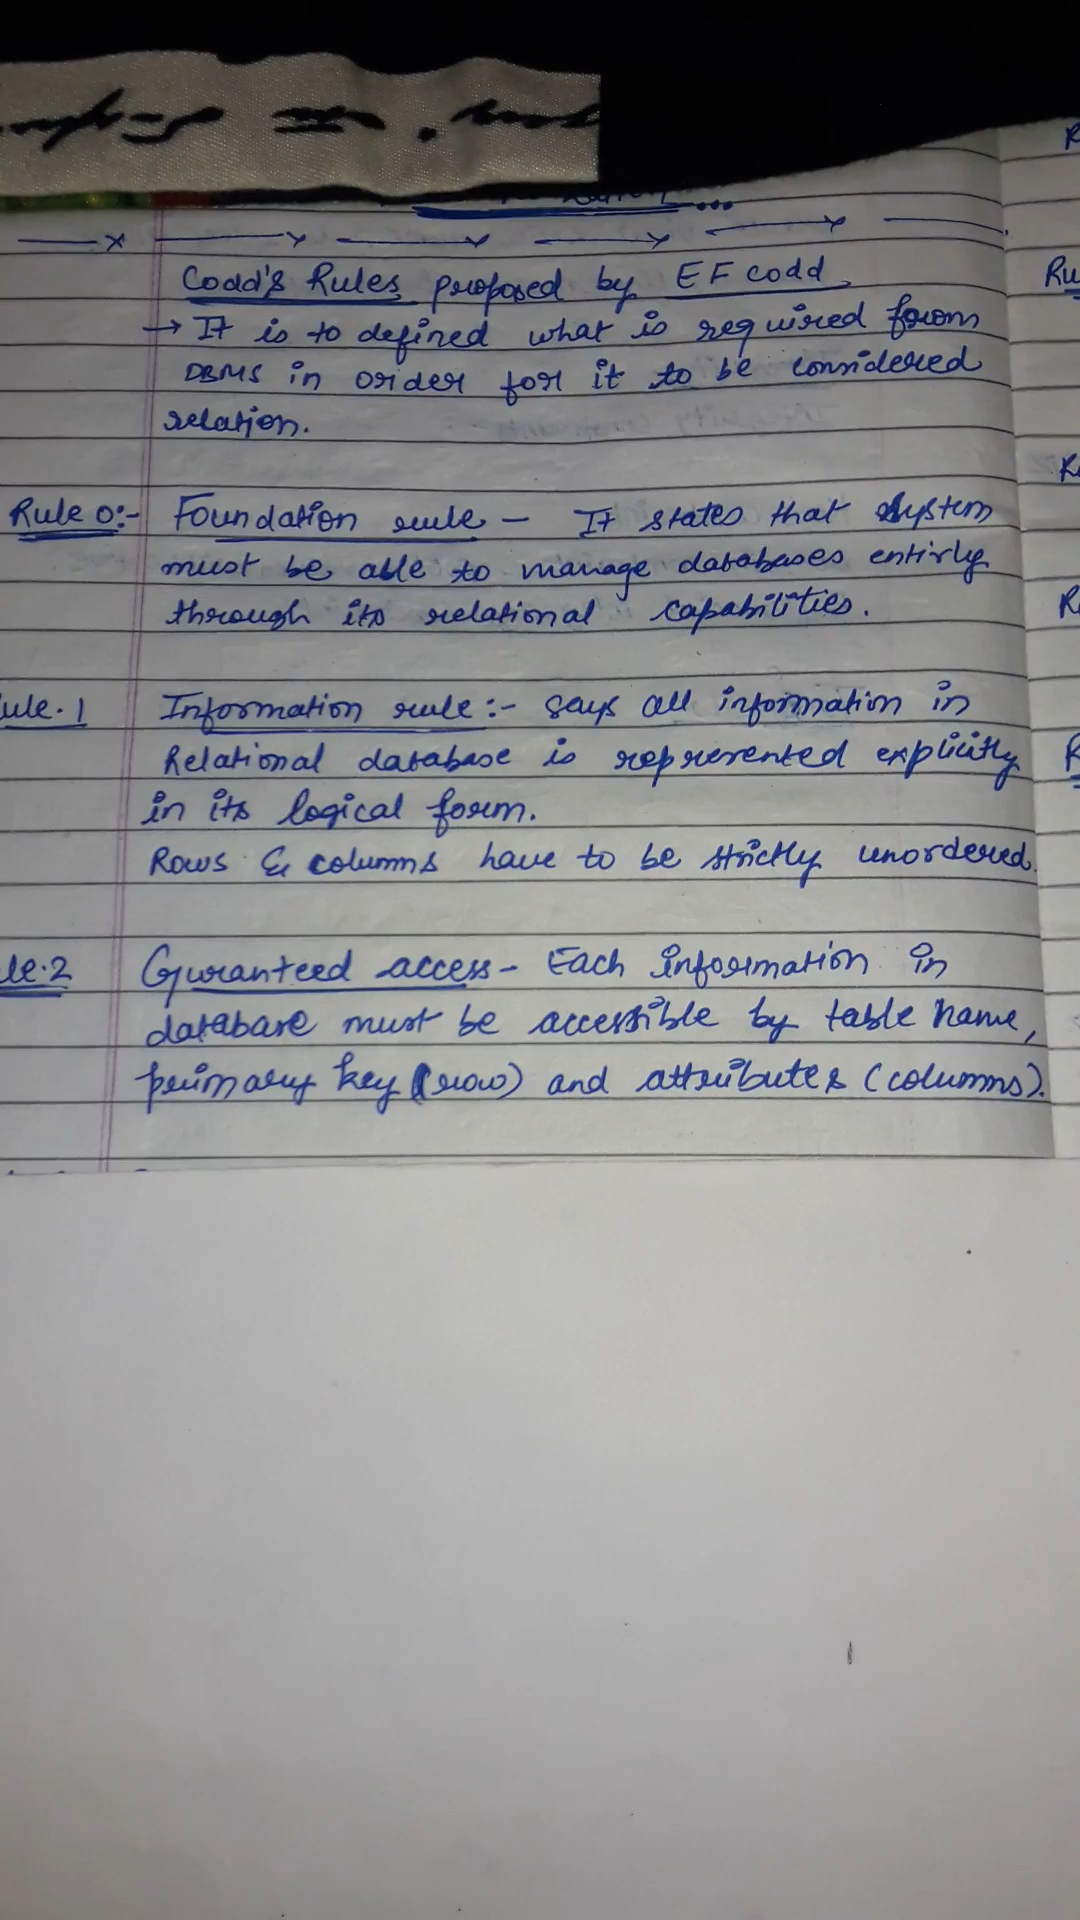 Codd's Rules proposed by EF codd
→ It is to defined what is required from
DBMS in order for it to be considered
relation.
Rule 0:- Foundation rule - It states that system
must be able to manage databases entirly
through its relational capabilities.
ule.1 Information rule:- says all information in
Relational database is represented explicitly
in its logical form.
Rows & columns have to be strictly unordered.
le.2 Guranteed access - Each information in
database must be accessible by table name,
primary key (row) and attributes (columns).
R
Ru
R
R
R